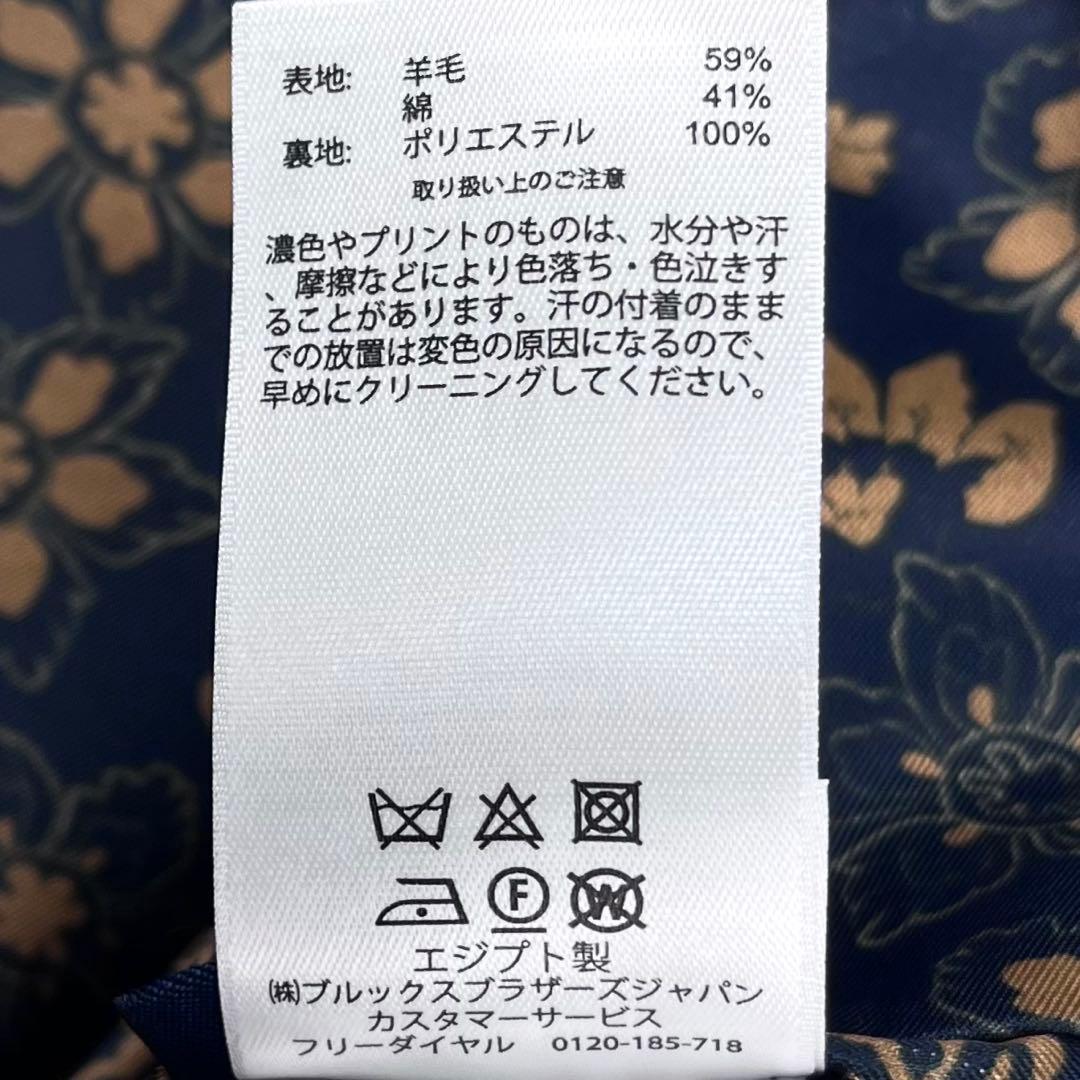 表地: 羊毛 59%
綿 41%
裏地: ポリエステル 100%
取り扱い上のご注意
濃色やプリントのものは、水分や汗
、摩擦などにより色落ち・色泣きす
ることがあります。汗の付着のまま
での放置は変色の原因になるので、
早めにクリーニングしてください。
F W
エジプト製
㈱ブルックスブラザーズジャパン
カスタマーサービス
フリーダイヤル 0120-185-718